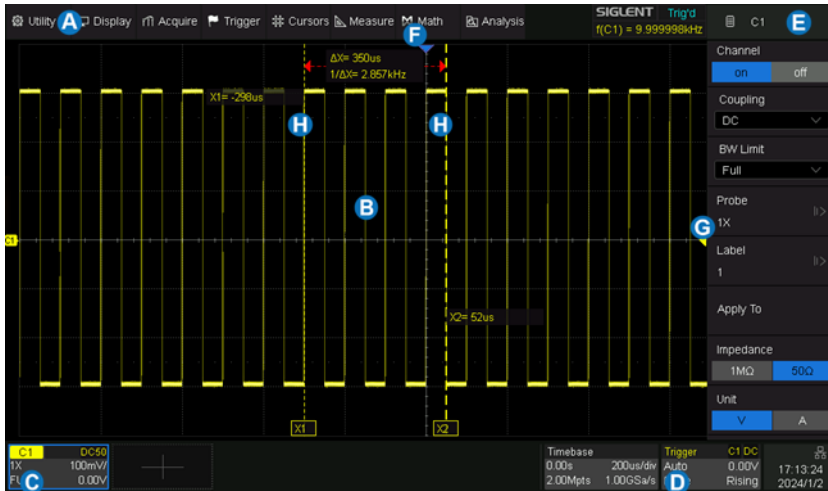 Utility A Display Acquire Trigger Cursors Measure Math Analysis
SIGLENT Trig'd
f(C1) = 9.999998kHz
C1 E
F
ΔX= 350us
1/ΔX= 2.857kHz
X1= -298us
H H
B
G
C1
X2= 52us
X1 X2
Channel
on off
Coupling
DC
BW Limit
Full
Probe
1X
Label
1
Apply To
Impedance
1MΩ 50Ω
Unit
V A
C1 DC50
1X 100mV/
FU C 0.00V
Timebase
0.00s 200us/div
2.00Mpts 1.00GSa/s
Trigger C1 DC
Auto 0.00V
D Rising
17:13:24
2024/1/2